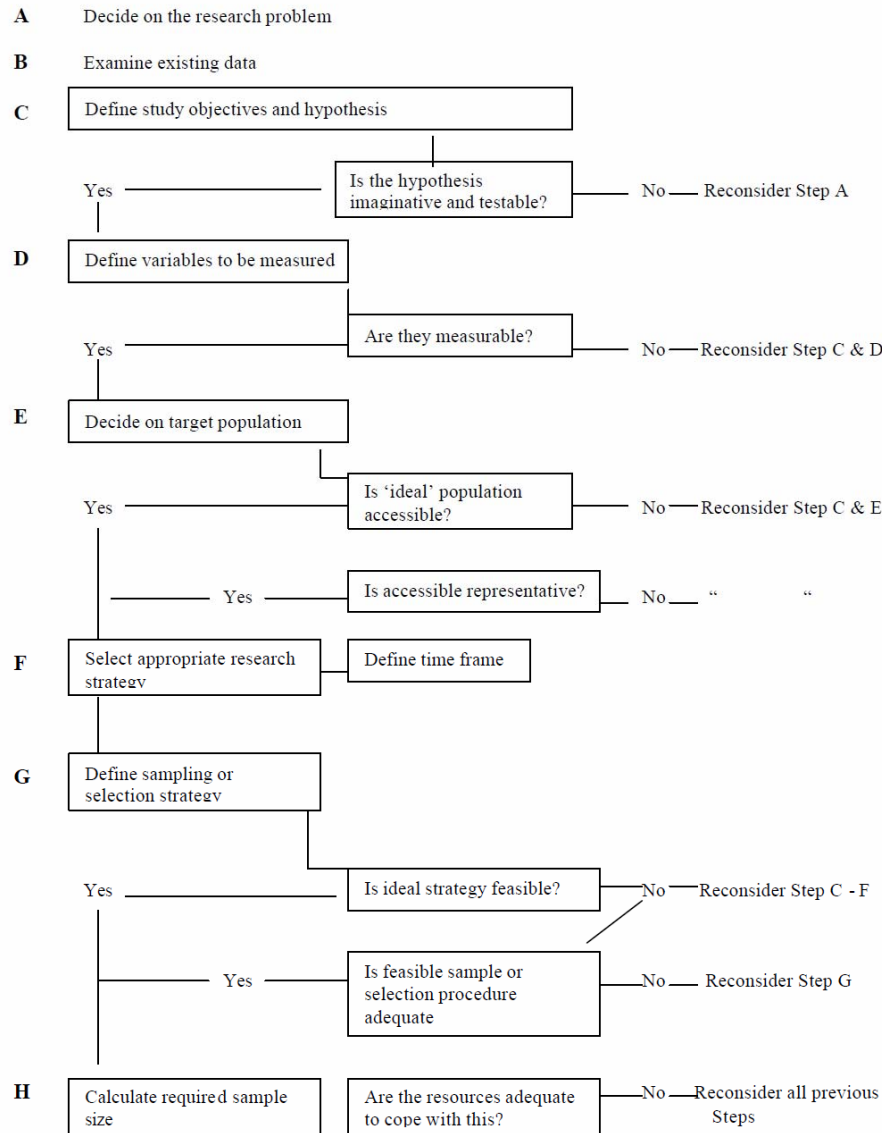 A Decide on the research problem
B Examine existing data
C Define study objectives and hypothesis
Is the hypothesis
Yes imaginative and testable? No Reconsider Step A
D Define variables to be measured
Are they measurable?
Yes No Reconsider Step C & D
E Decide on target population
Is ‘ideal’ population
Yes accessible? No Reconsider Step C & E
Is accessible representative?
Yes No “ “
F Select appropriate research Define time frame
strategy
G Define sampling or
selection strategy
Yes Is ideal strategy feasible? No Reconsider Step C - F
Is feasible sample or
Yes selection procedure No Reconsider Step G
adequate
H Calculate required sample Are the resources adequate No Reconsider all previous
size to cope with this? Steps